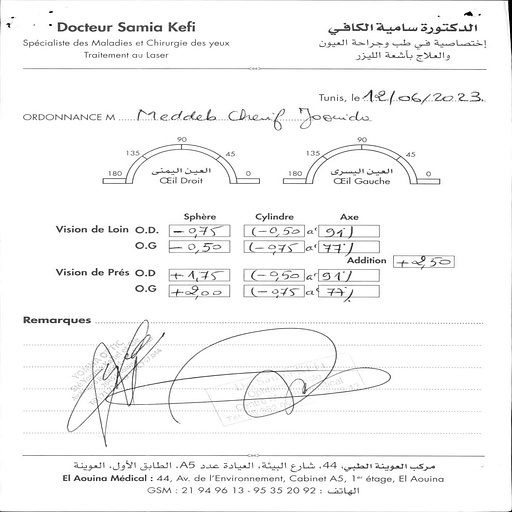 Docteur Samia Kefi
الدكتورة سامية الكافي
Spécialiste des Maladies et Chirurgie des yeux
إختصاصية في طب وجراحة العيون
Traitement au Laser
والعلاج بأشعة الليزر
Tunis, le 12/06/2023.
ORDONNANCE M Meddeb Cherif
90
135 45
العين اليمنى
180 Œil Droit 0
90
135 45
العين اليسرى
180 Œil Gauche 0
Sphère Cylindre Axe
Vision de Loin O.D. -0,75 (-0,50 à 91°)
O.G -0,50 (-0,75 à 77°)
Addition +2,50
Vision de Prés O.D +1,75 (-0,50 à 91°)
O.G +2,00 (-0,75 à 77°)
Remarques
مركب العوينة الطبي، 44، شارع البيئة، العيادة عدد A5، الطابق الأول، العوينة
El Aouina Médical : 44, Av. de l'Environnement, Cabinet A5, 1er étage, El Aouina
GSM : 21 94 96 13 - 95 35 20 92 : الهاتف